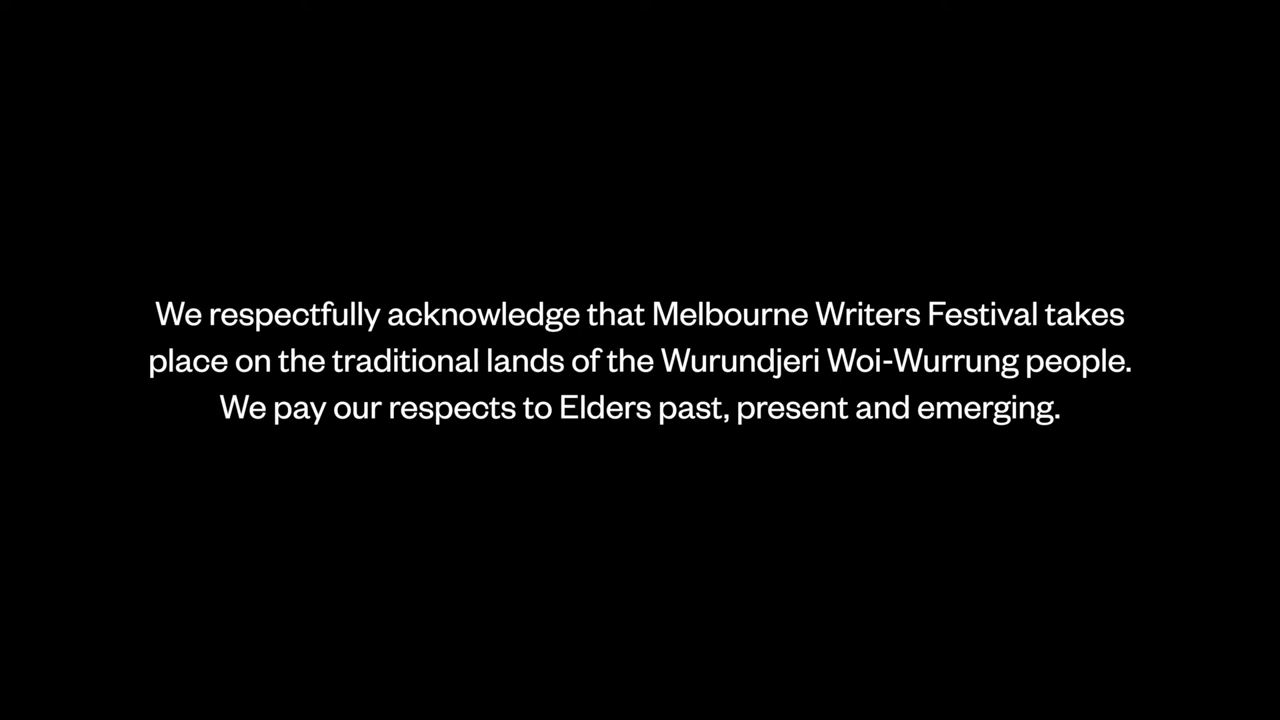 We respectfully acknowledge that Melbourne Writers Festival takes
place on the traditional lands of the Wurundjeri Woi-Wurrung people.
We pay our respects to Elders past, present and emerging.